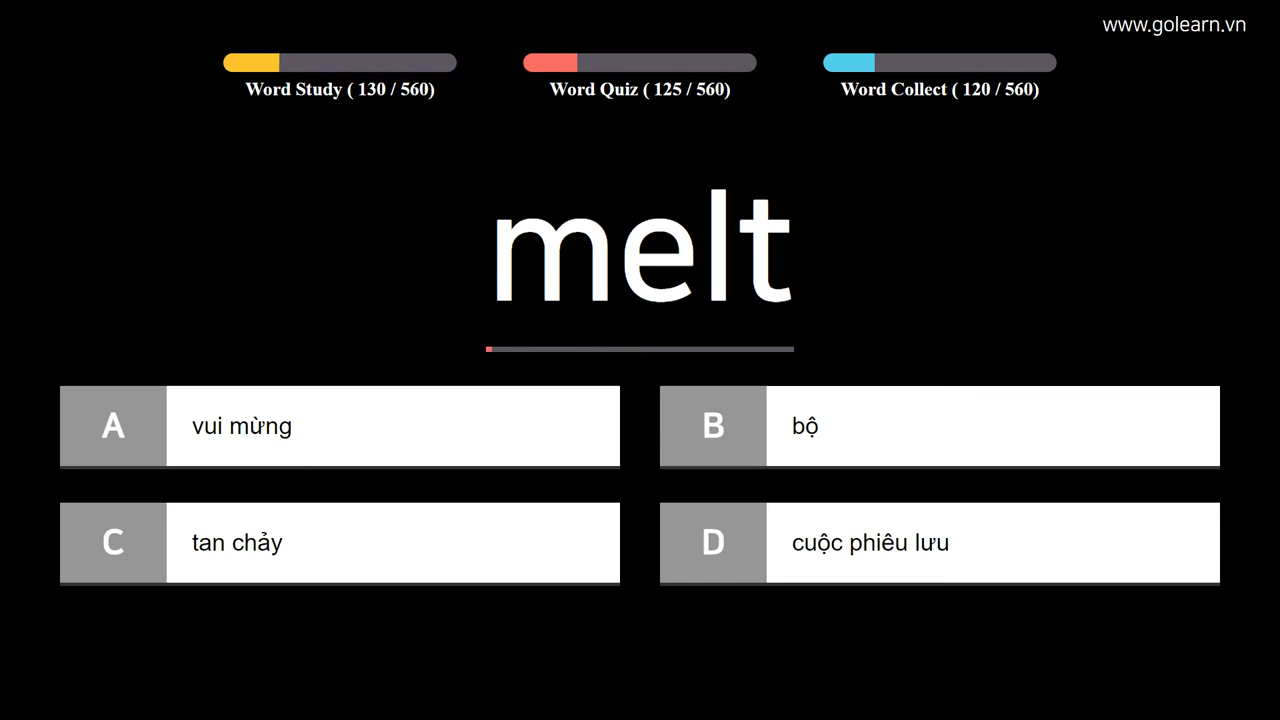 www.golearn.vn
Word Study ( 130 / 560)
Word Quiz ( 125 / 560)
Word Collect ( 120 / 560)
melt
A vui mừng
B bộ
C tan chảy
D cuộc phiêu lưu